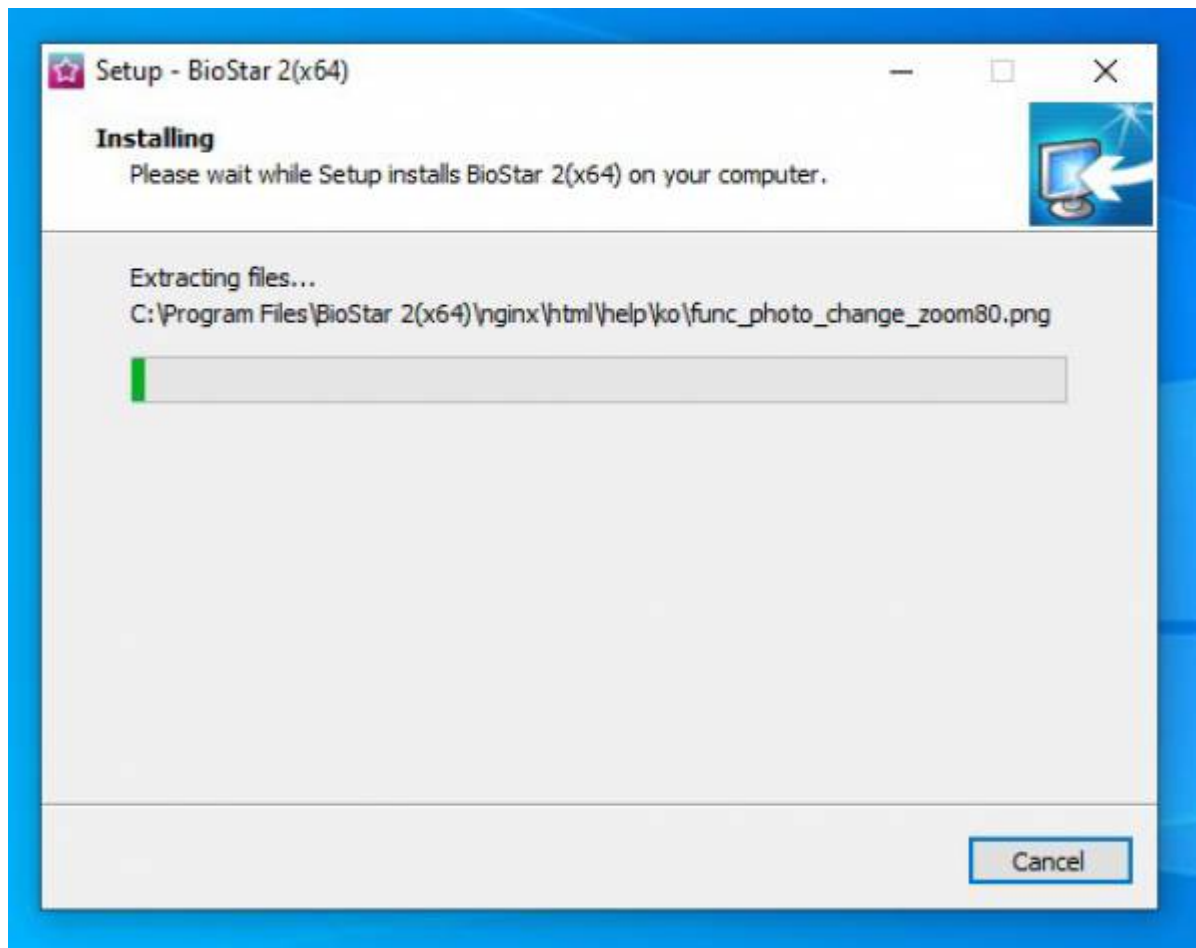 Setup - BioStar 2(x64)
Installing
Please wait while Setup installs BioStar 2(x64) on your computer.
Extracting files...
C:\Program Files\BioStar 2(x64)\nginx\html\help\ko\func_photo_change_zoom80.png
Cancel